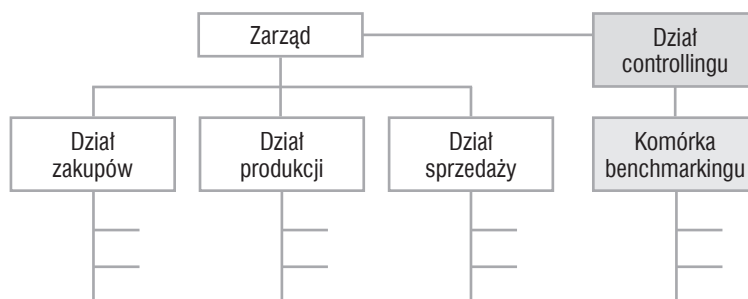 Zarząd
Dział
controllingu
Dział
zakupów
Dział
produkcji
Dział
sprzedaży
Komórka
benchmarkingu